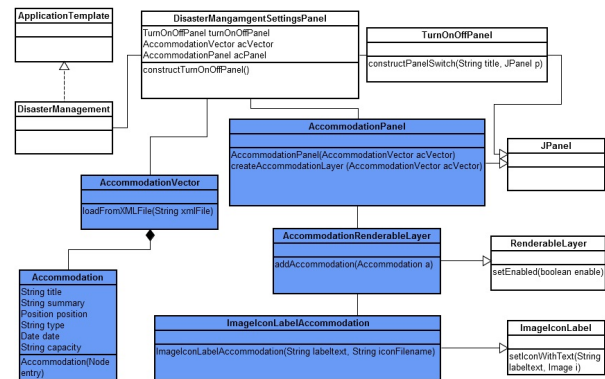 ApplicationTemplate
DisasterMangamgentSettingsPanel
TurnOnOffPanel turnOnOffPanel
AccommodationVector acVector
AccommodationPanel acPanel
constructTurnOnOffPanel()
TurnOnOffPanel
constructPanelSwitch(String title, JPanel p)
DisasterManagement
AccommodationPanel
AccommodationPanel(AccommodationVector acVector)
createAccommodationLayer (AccommodationVector acVector)
JPanel
AccommodationVector
loadFromXMLFile(String xmlFile)
AccommodationRenderableLayer
addAccommodation(Accommodation a)
RenderableLayer
setEnabled(boolean enable)
Accommodation
String title
String summary
Position position
String type
Date date
String capacity
Accommodation(Node
entry)
ImageIconLabelAccommodation
ImageIconLabelAccommodation(String labeltext, String iconFilename)
ImageIconLabel
setIconWithText(String
labeltext, Image i)